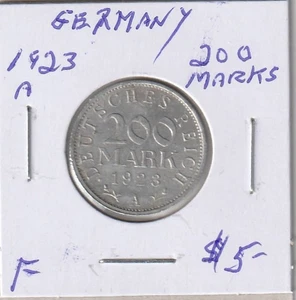 GERMANY
1923
A
200
MARKS
DEUTSCHES REICH
200
MARK
1923
A
F
$5-